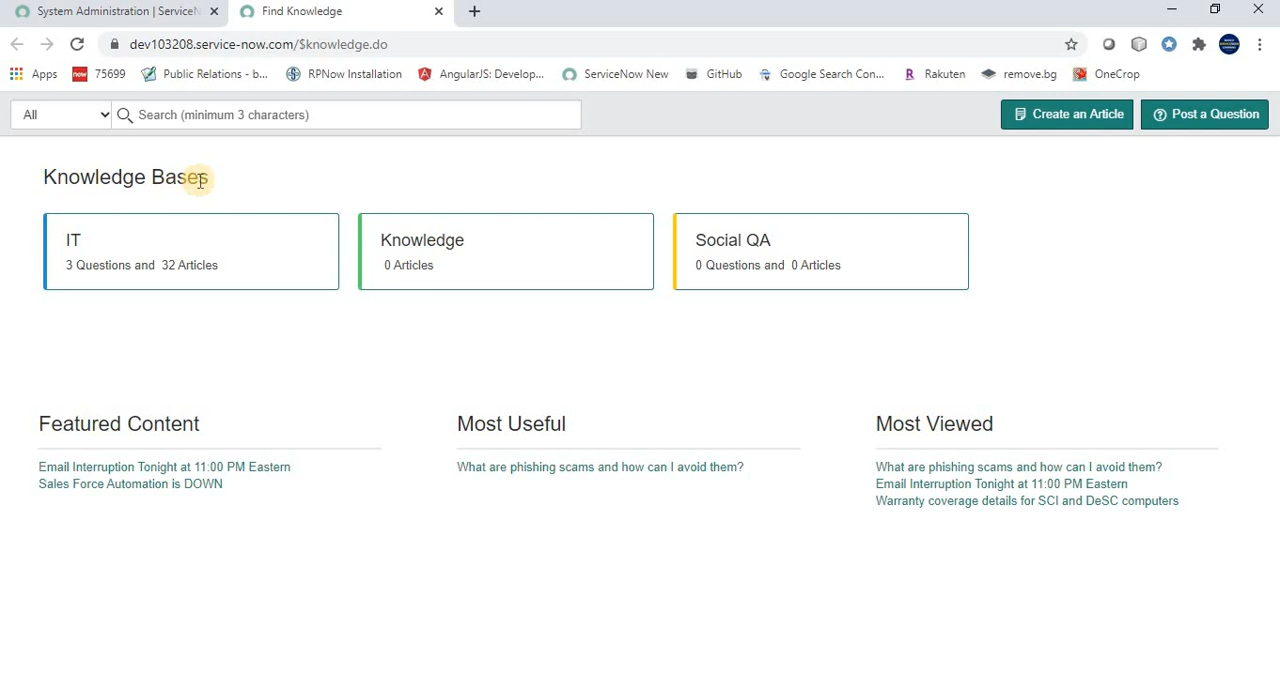 System Administration | ServiceN
Find Knowledge
dev103208.service-now.com/$knowledge.do
Apps
now 75699
Public Relations - b...
RPNow Installation
AngularJS: Develop...
ServiceNow New
GitHub
Google Search Con...
R Rakuten
remove.bg
OneCrop
All
Search (minimum 3 characters)
Create an Article
Post a Question
Knowledge Bases
IT
3 Questions and 32 Articles
Knowledge
0 Articles
Social QA
0 Questions and 0 Articles
Featured Content
Email Interruption Tonight at 11:00 PM Eastern
Sales Force Automation is DOWN
Most Useful
What are phishing scams and how can I avoid them?
Most Viewed
What are phishing scams and how can I avoid them?
Email Interruption Tonight at 11:00 PM Eastern
Warranty coverage details for SCI and DeSC computers